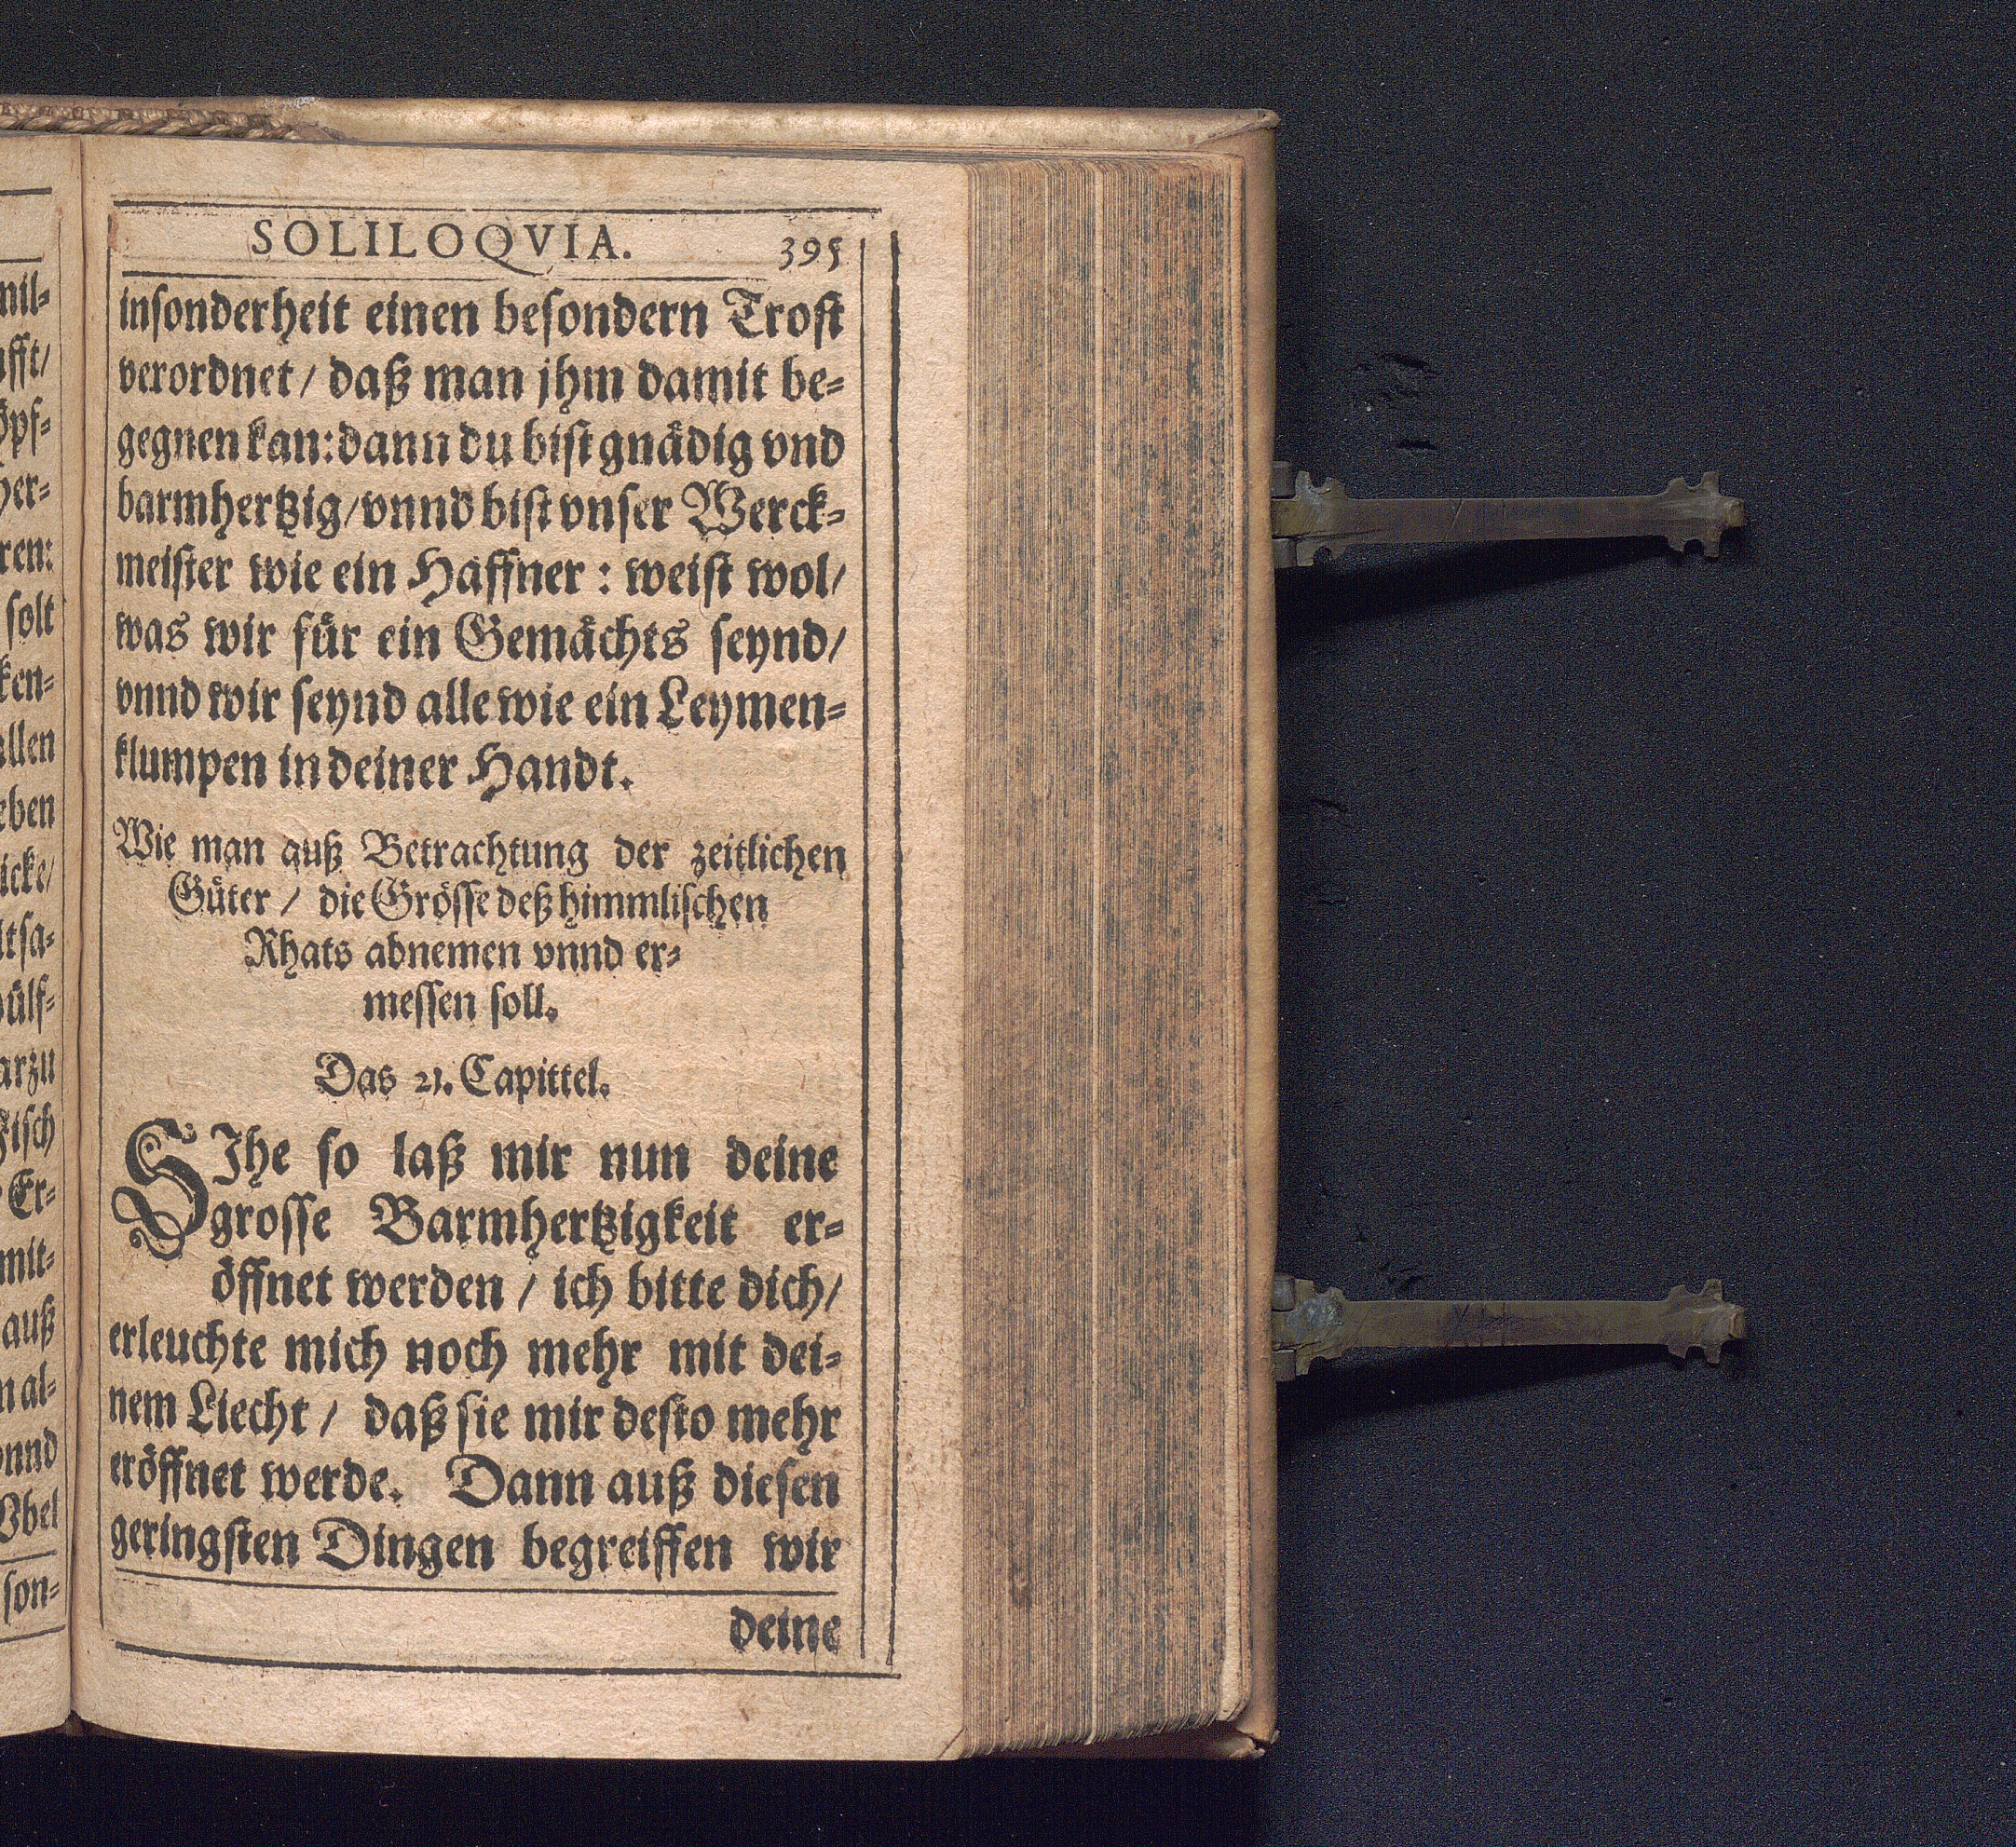 SOLILOQVIA. 395
insonderheit einen besondern Trost
verordnet / daß man jhm damit be-
gegnen kan: dann du bist gnädig vnd
barmhertzig/ vnnd bist vnser Werck-
meister wie ein Haffner : weist wol/
was wir für ein Gemächts seynd/
vnnd wir seynd alle wie ein Leymen-
klumpen in deiner Handt.
Wie man auß Betrachtung der zeitlichen
Güter / die Grösse deß himmlischen
Rhats abnemen vnnd er-
messen soll.
Das 21. Capittel.
SIhe so laß mir nun deine
grosse Barmhertzigkeit er-
öffnet werden / ich bitte dich/
erleuchte mich noch mehr mit dei-
nem Liecht / daß sie mir desto mehr
eröffnet werde. Dann auß diesen
geringsten Dingen begreiffen wir
deine